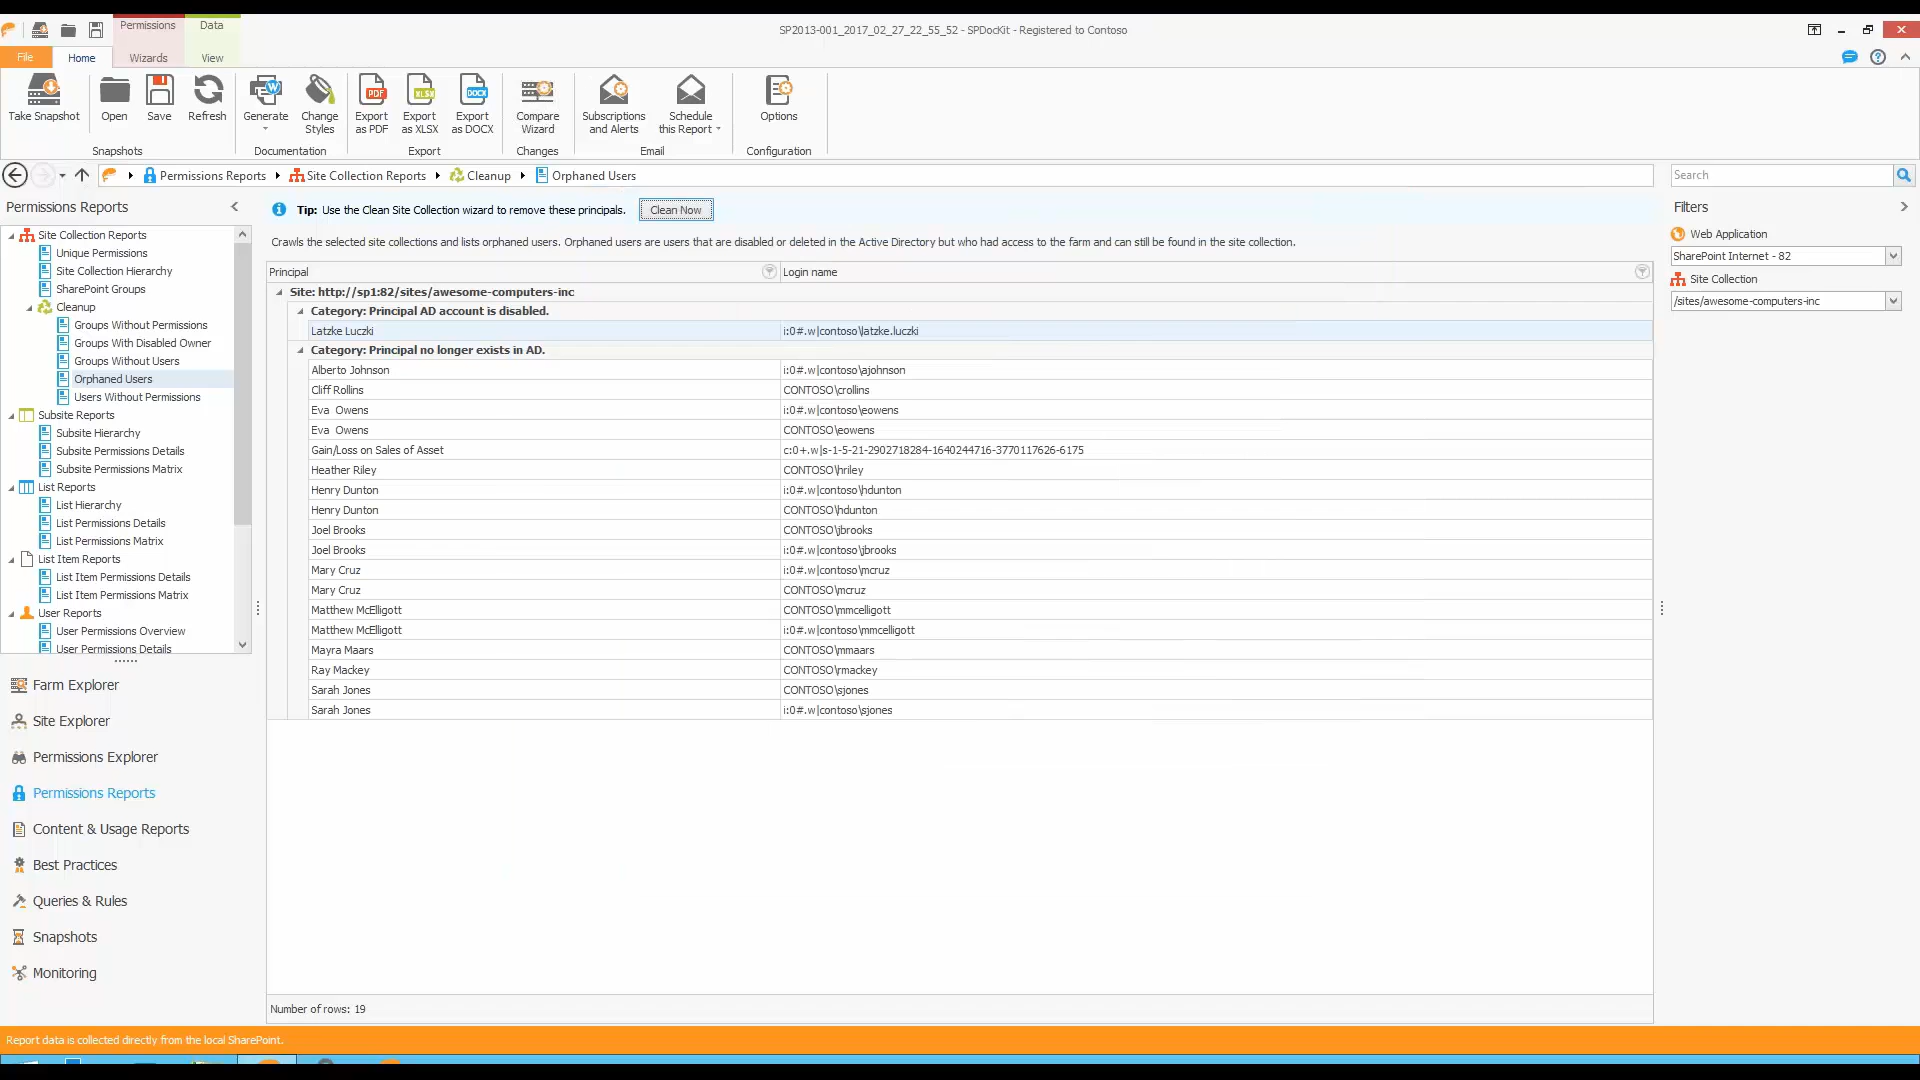 Permissions
Data
SP2013-001_2017_02_27_22_55_52 - SPDocKit - Registered to Contoso
File
Home
Wizards
View
Take Snapshot
Open
Save
Refresh
Generate
Change Styles
Export as PDF
Export as XLSX
Export as DOCX
Compare Wizard
Subscriptions and Alerts
Schedule this Report
Options
Snapshots
Documentation
Export
Changes
Email
Configuration
Permissions Reports
Site Collection Reports
Cleanup
Orphaned Users
Search
Permissions Reports
Site Collection Reports
Unique Permissions
Site Collection Hierarchy
SharePoint Groups
Cleanup
Groups Without Permissions
Groups With Disabled Owner
Groups Without Users
Orphaned Users
Users Without Permissions
Subsite Reports
Subsite Hierarchy
Subsite Permissions Details
Subsite Permissions Matrix
List Reports
List Hierarchy
List Permissions Details
List Permissions Matrix
List Item Reports
List Item Permissions Details
List Item Permissions Matrix
User Reports
User Permissions Overview
User Permissions Details
Farm Explorer
Site Explorer
Permissions Explorer
Permissions Reports
Content & Usage Reports
Best Practices
Queries & Rules
Snapshots
Monitoring
Tip: Use the Clean Site Collection wizard to remove these principals.
Clean Now
Crawls the selected site collections and lists orphaned users. Orphaned users are users that are disabled or deleted in the Active Directory but who had access to the farm and can still be found in the site collection.
Principal Login name
Site: http://sp1:82/sites/awesome-computers-inc
Category: Principal AD account is disabled.
Latzke Luczki i:0#.w|contoso\latzke.luczki
Category: Principal no longer exists in AD.
Alberto Johnson i:0#.w|contoso\ajohnson
Cliff Rollins CONTOSO\crollins
Eva  Owens i:0#.w|contoso\eowens
Eva  Owens CONTOSO\eowens
Gain/Loss on Sales of Asset c:0+.w|s-1-5-21-2902718284-1640244716-3770117626-6175
Heather Riley CONTOSO\hriley
Henry Dunton i:0#.w|contoso\hdunton
Henry Dunton CONTOSO\hdunton
Joel Brooks CONTOSO\jbrooks
Joel Brooks i:0#.w|contoso\jbrooks
Mary Cruz i:0#.w|contoso\mcruz
Mary Cruz CONTOSO\mcruz
Matthew McElligott CONTOSO\mmcelligott
Matthew McElligott i:0#.w|contoso\mmcelligott
Mayra Maars CONTOSO\mmaars
Ray Mackey CONTOSO\rmackey
Sarah Jones CONTOSO\sjones
Sarah Jones i:0#.w|contoso\sjones
Number of rows: 19
Filters
Web Application
SharePoint Internet - 82
Site Collection
/sites/awesome-computers-inc
Report data is collected directly from the local SharePoint.